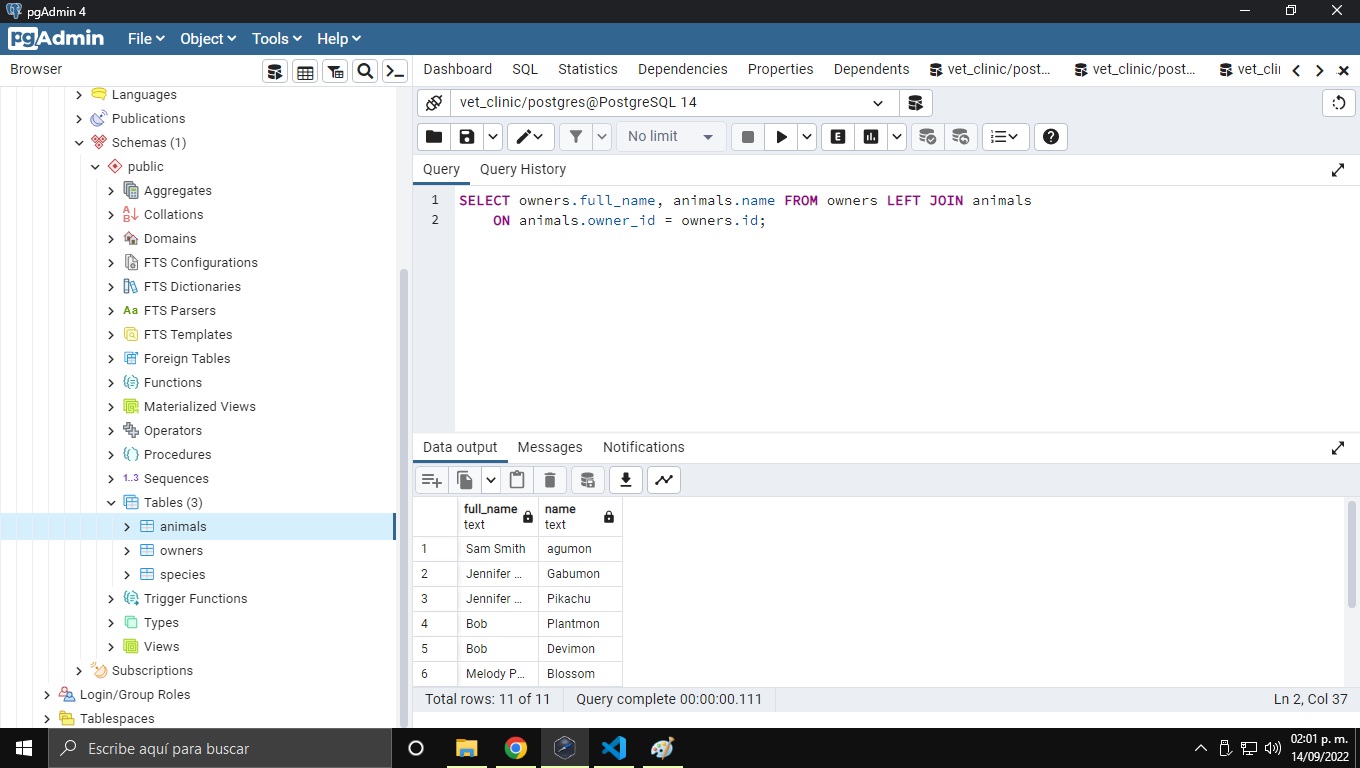 pgAdmin 4
pgAdmin File Object Tools Help
Browser
Dashboard SQL Statistics Dependencies Properties Dependents vet_clinic/post... vet_clinic/post... vet_cli
Languages
Publications
Schemas (1)
public
Aggregates
Collations
Domains
FTS Configurations
FTS Dictionaries
Aa FTS Parsers
FTS Templates
Foreign Tables
Functions
Materialized Views
Operators
Procedures
1..3 Sequences
Tables (3)
animals
owners
species
Trigger Functions
Types
Views
Subscriptions
Login/Group Roles
Tablespaces
vet_clinic/postgres@PostgreSQL 14
No limit
E
Query Query History
1 SELECT owners.full_name, animals.name FROM owners LEFT JOIN animals
2 ON animals.owner_id = owners.id;
Data output Messages Notifications
full_name name
text text
1 Sam Smith agumon
2 Jennifer ... Gabumon
3 Jennifer ... Pikachu
4 Bob Plantmon
5 Bob Devimon
6 Melody P... Blossom
Total rows: 11 of 11 Query complete 00:00:00.111 Ln 2, Col 37
Escribe aquí para buscar
02:01 p. m.
14/09/2022